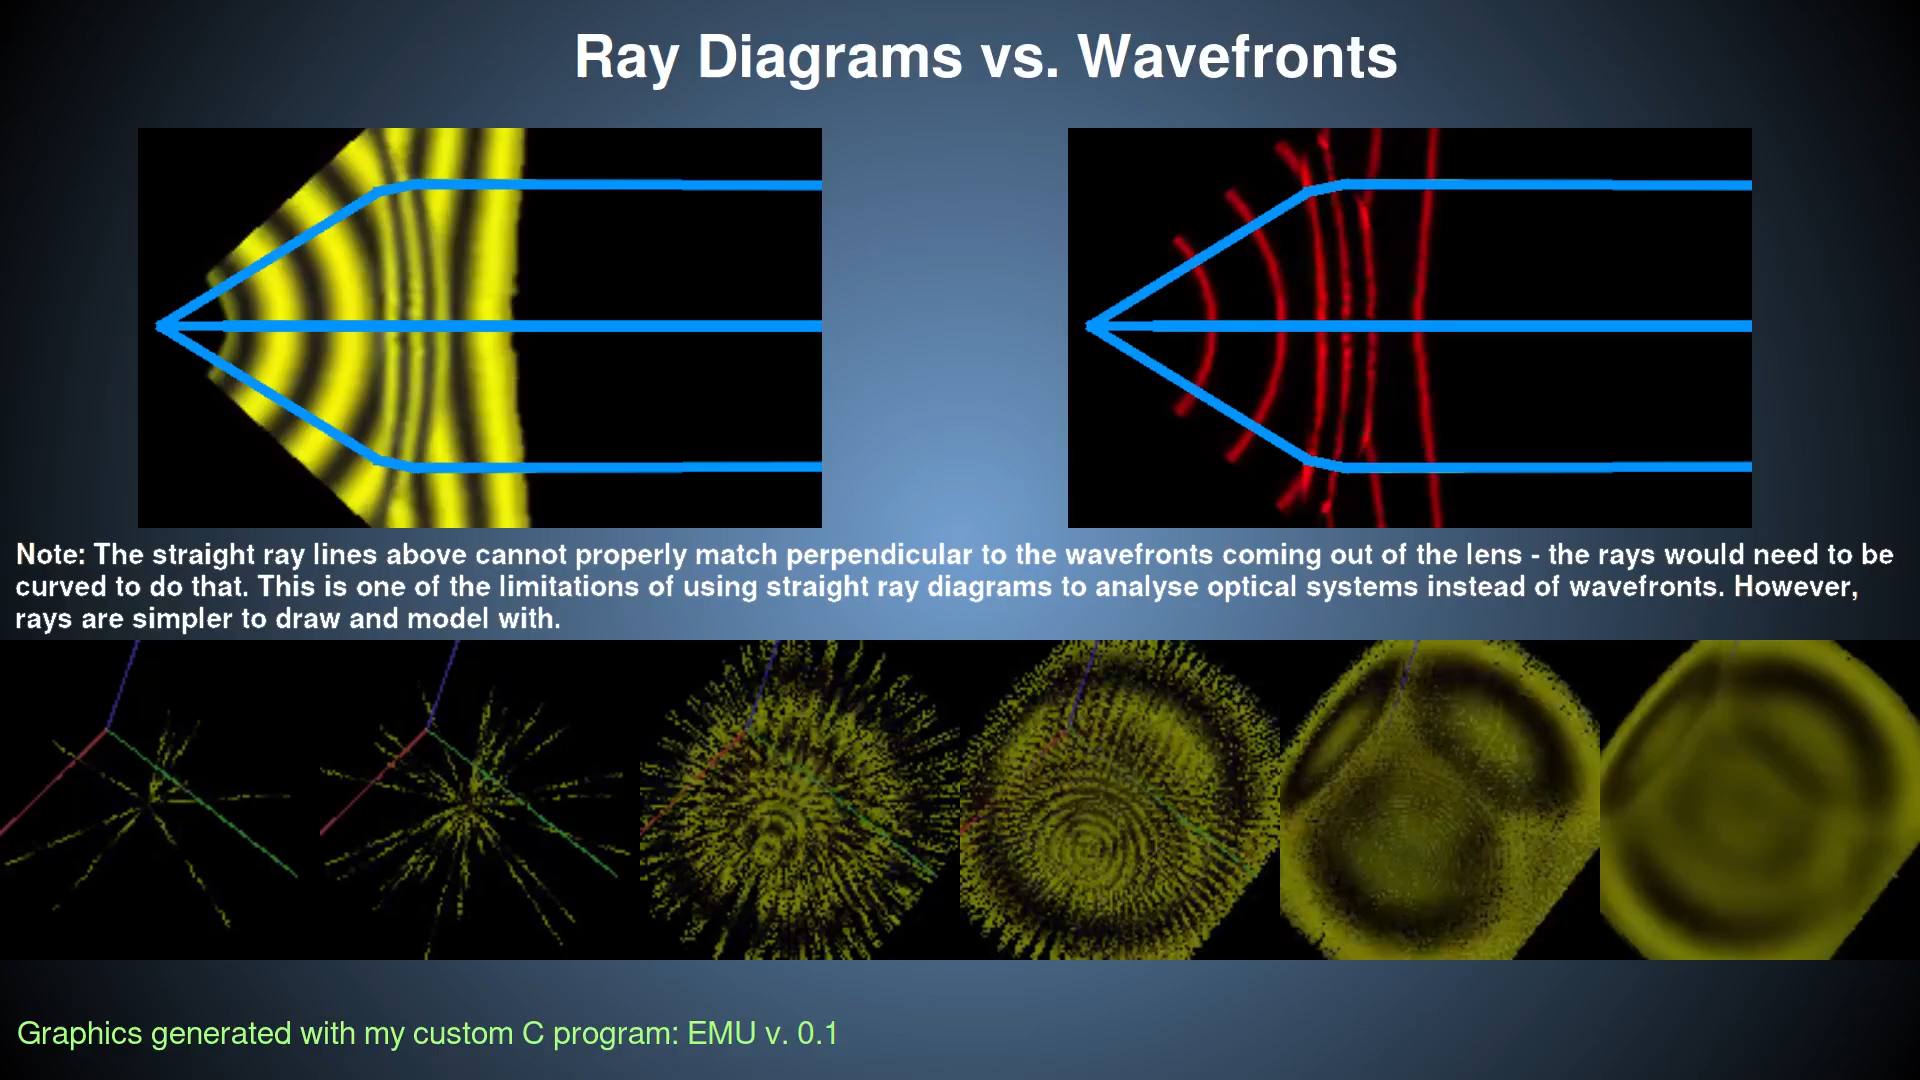 Ray Diagrams vs. Wavefronts
Note: The straight ray lines above cannot properly match perpendicular to the wavefronts coming out of the lens - the rays would need to be
curved to do that. This is one of the limitations of using straight ray diagrams to analyse optical systems instead of wavefronts. However,
rays are simpler to draw and model with.
Graphics generated with my custom C program: EMU v. 0.1